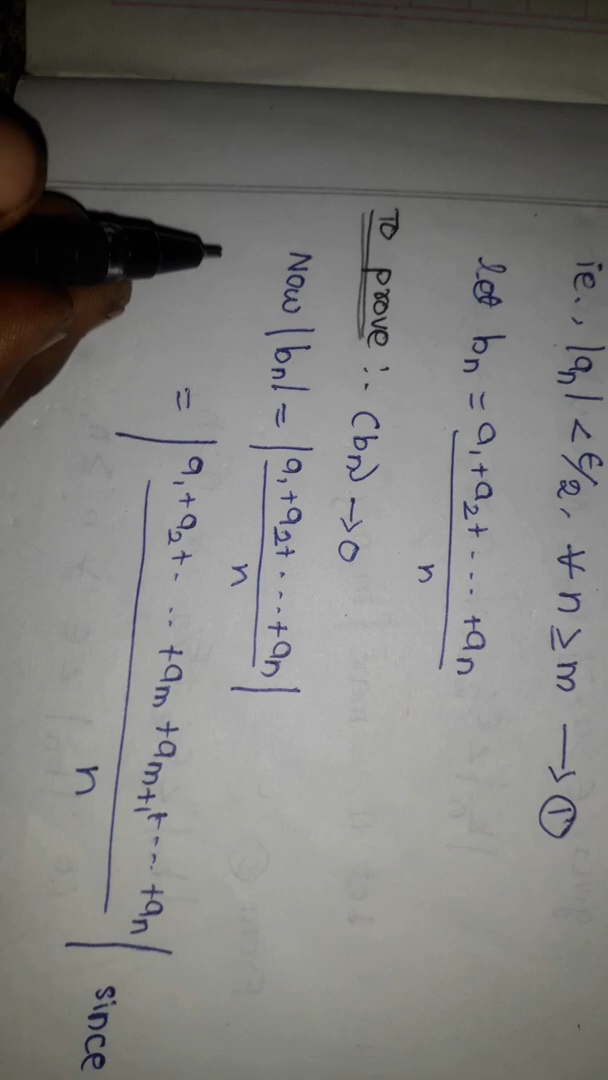 ie., |aₙ| < ε/2, ∀ n ≥ m → ①
let bₙ = a₁+a₂+...+aₙ / n
To prove :- (bₙ) → 0
Now |bₙ| = |a₁+a₂+...+aₙ / n|
= |a₁+a₂+...+aₘ+aₘ₊₁+...+aₙ / n| since